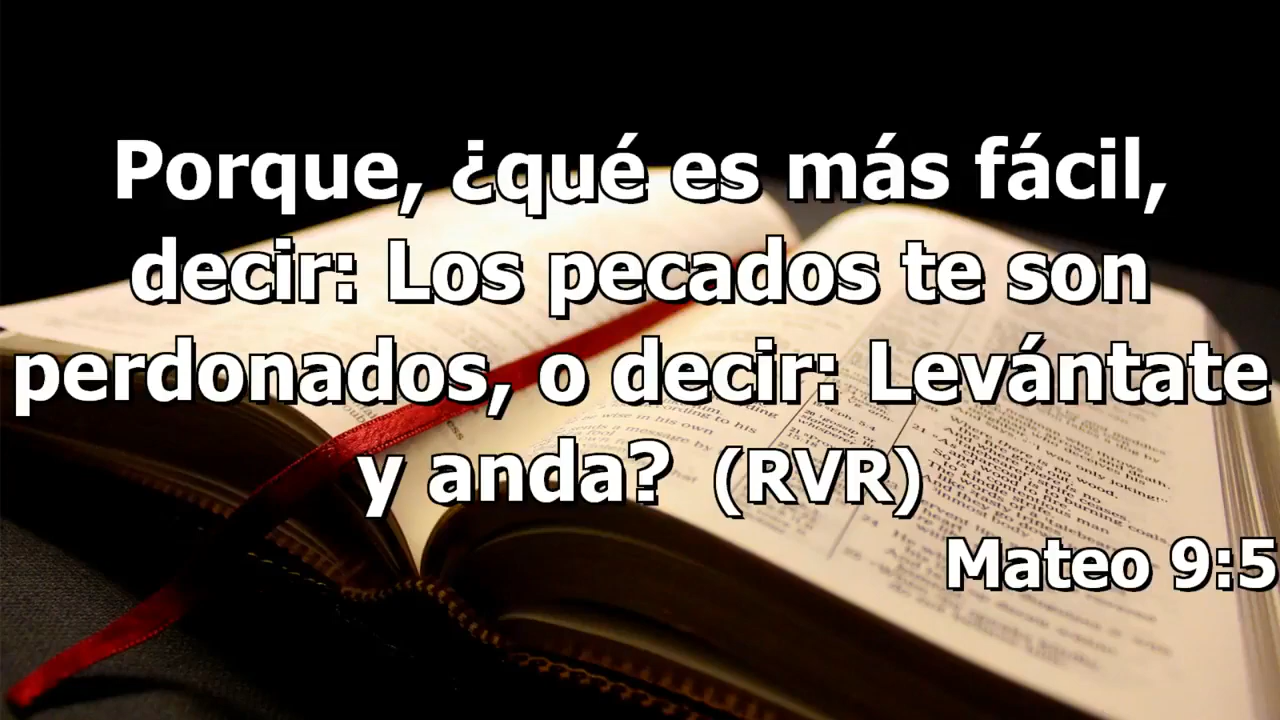 Porque, ¿qué es más fácil,
decir: Los pecados te son
perdonados, o decir: Levántate
y anda? (RVR)
Mateo 9:5